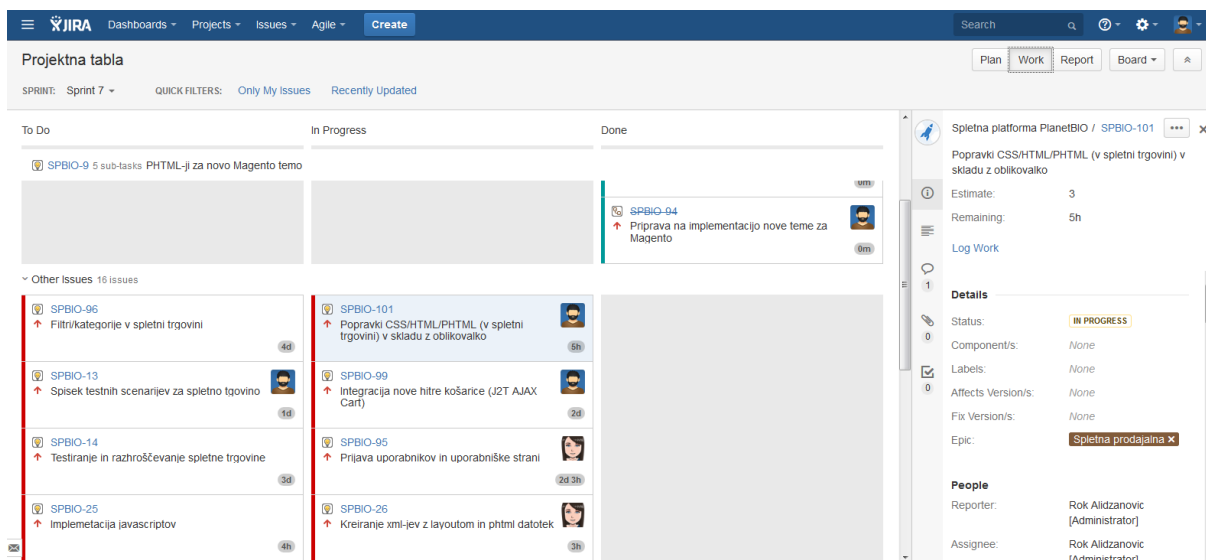 JIRA Dashboards Projects Issues Agile Create Search
Projektna tabla Plan Work Report Board
SPRINT: Sprint 7 QUICK FILTERS: Only My Issues Recently Updated
To Do In Progress Done
SPBIO-9 5 sub-tasks PHTML-ji za novo Magento temo
0m
SPBIO-94
Priprava na implementacijo nove teme za
Magento
0m
Other Issues 16 issues
SPBIO-96
Filtri/kategorije v spletni trgovini
4d
SPBIO-13
Spisek testnih scenarijev za spletno tgovino
1d
SPBIO-14
Testiranje in razhroščevanje spletne trgovine
3d
SPBIO-25
Implemetacija javascriptov
4h
SPBIO-101
Popravki CSS/HTML/PHTML (v spletni
trgovini) v skladu z oblikovalko
5h
SPBIO-99
Integracija nove hitre košarice (J2T AJAX
Cart)
2d
SPBIO-95
Prijava uporabnikov in uporabniške strani
2d 3h
SPBIO-26
Kreiranje xml-jev z layoutom in phtml datotek
3h
1
0
0
Spletna platforma PlanetBIO / SPBIO-101
Popravki CSS/HTML/PHTML (v spletni trgovini) v
skladu z oblikovalko
Estimate: 3
Remaining: 5h
Log Work
Details
Status: IN PROGRESS
Component/s: None
Labels: None
Affects Version/s: None
Fix Version/s: None
Epic: Spletna prodajalna
People
Reporter: Rok Alidzanovic
[Administrator]
Assignee: Rok Alidzanovic
[Administrator]